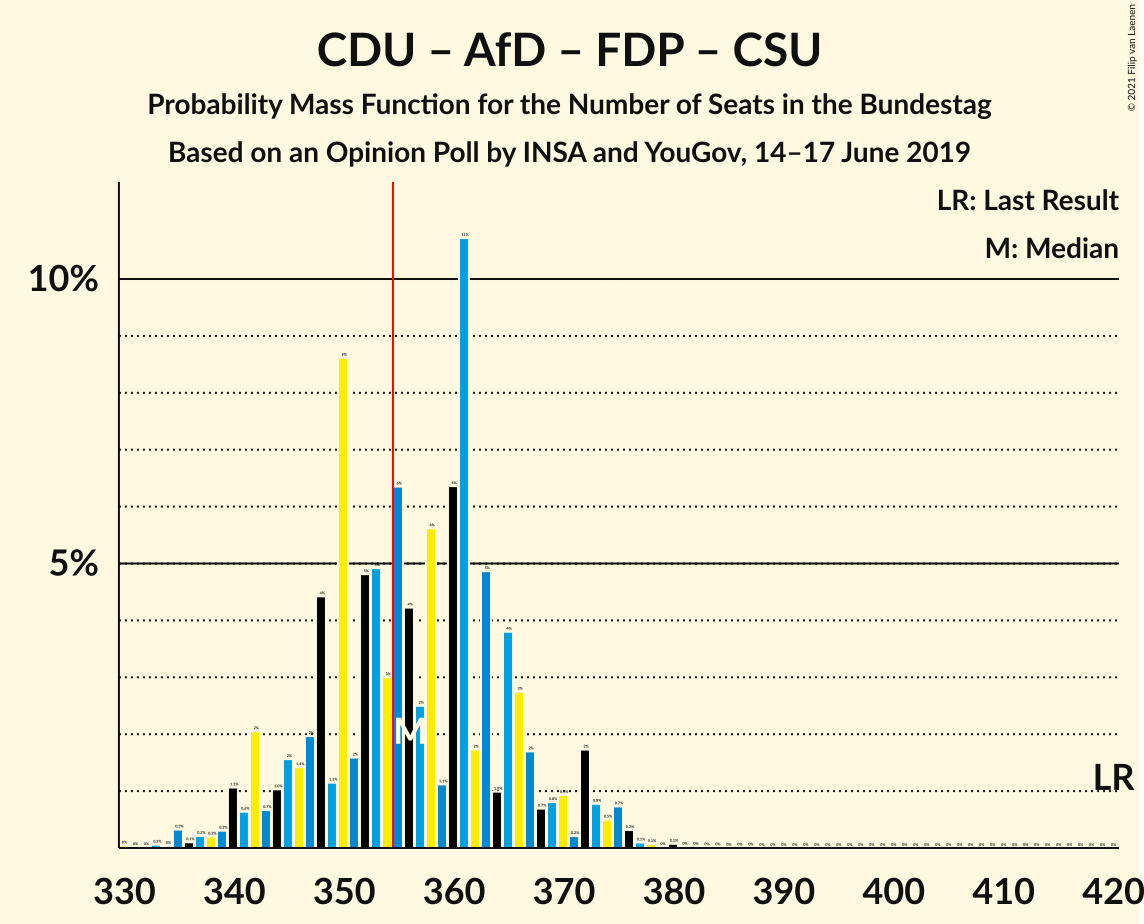 CDU – AfD – FDP – CSU
Probability Mass Function for the Number of Seats in the Bundestag
Based on an Opinion Poll by INSA and YouGov, 14–17 June 2019
© 2021 Filip van Laenen
LR: Last Result
M: Median
10%
5%
M
LR
330 340 350 360 370 380 390 400 410 420